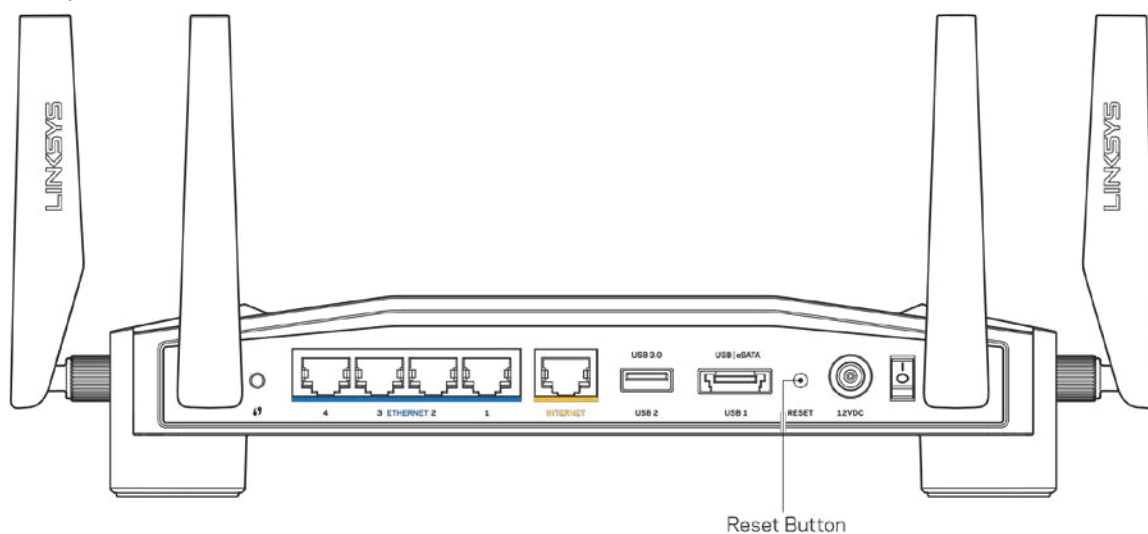 LINKSYS
LINKSYS
USB 3.0
USB | eSATA
4
3
ETHERNET
2
1
INTERNET
USB 2
USB 1
RESET
12VDC
I
O
Reset Button